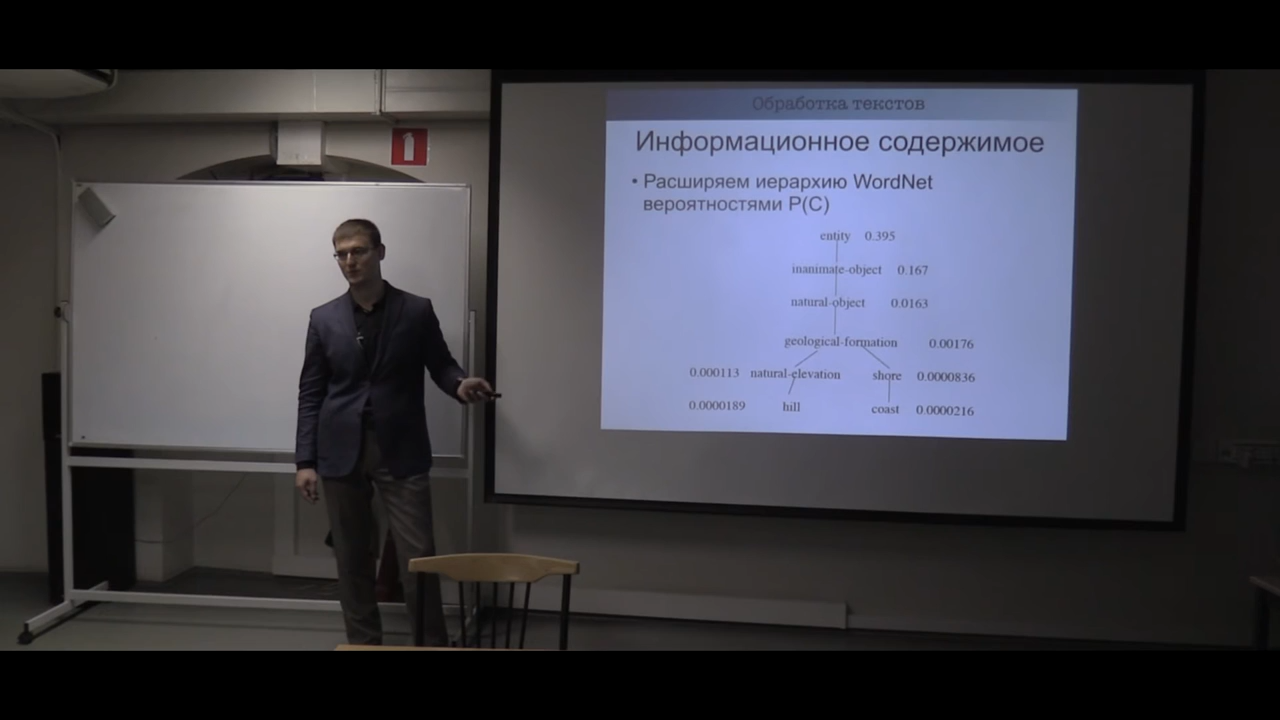 Обработка текстов
Информационное содержимое
• Расширяем иерархию WordNet
вероятностями P(C)
entity 0.395
inanimate-object 0.167
natural-object 0.0163
geological-formation 0.00176
0.000113 natural-elevation shore 0.0000836
0.0000189 hill coast 0.0000216